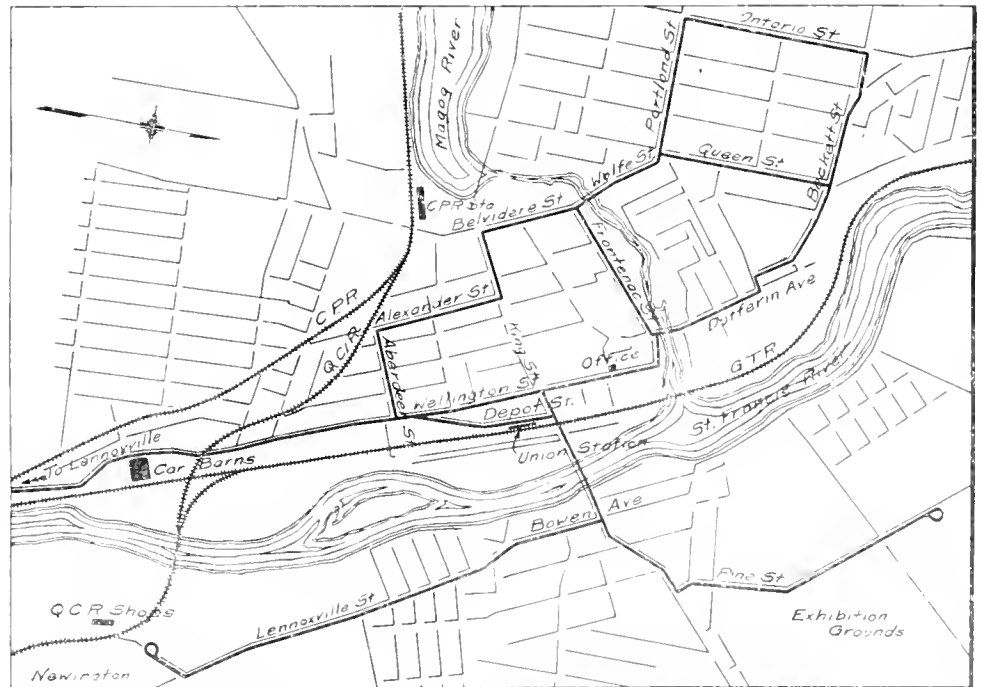 Ontario St
Magog River
Portland St
Queen St
Beckett St
Wolfe St
CPR Sta
Belvidere St
Frontenac St
Dufferin Ave
CPR
QCR
Alexander St
Aberdeen St
King St
Office
Wellington St
Depot St.
Union Station
GTR
St. Francis River
To Lennoxville
Car Barns
Bowen Ave
Pine St
Lennoxville St
QCR Shops
Exhibition
Grounds
Newington